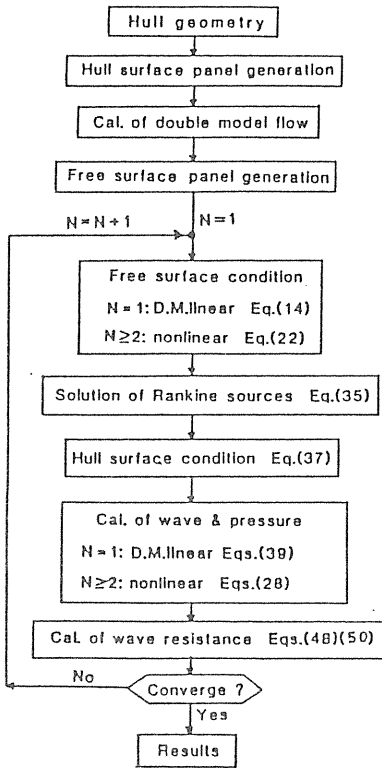 Hull geometry
Hull surface panel generation
Cal. of double model flow
Free surface panel generation
N=N+1
N=1
Free surface condition
N=1: D.M.linear Eq.(14)
N≥2: nonlinear Eq.(22)
Solution of Rankine sources Eq.(35)
Hull surface condition Eq.(37)
Cal. of wave & pressure
N=1: D.M.linear Eqs.(39)
N≥2: nonlinear Eqs.(28)
Cal. of wave resistance Eqs.(48)(50)
No
Converge ?
Yes
Results